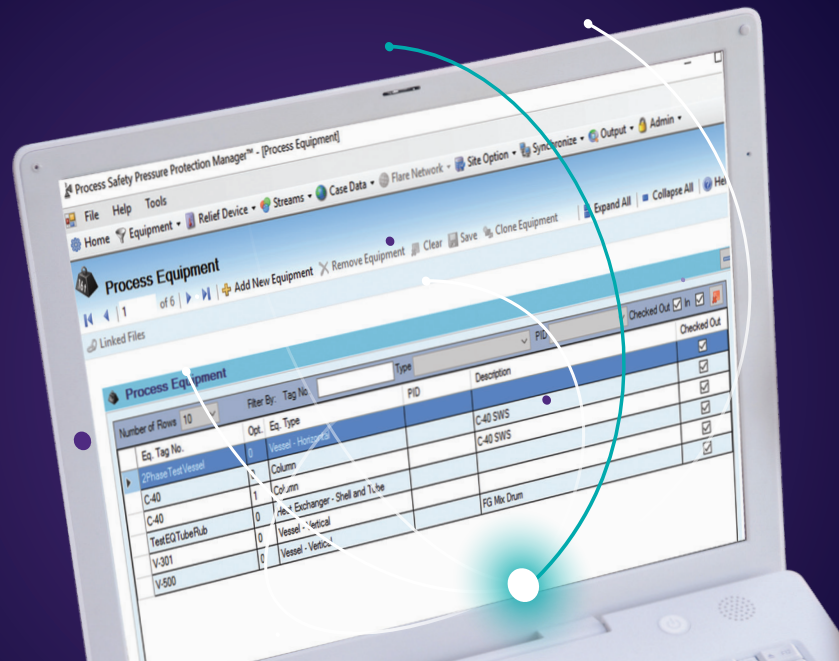 Process Safety Pressure Protection Manager™ - [Process Equipment]
File Help Tools
Home Equipment Relief Device Streams Case Data Flare Network Site Option Synchronize Output Admin
Process Equipment
1 of 6 Add New Equipment Remove Equipment Clear Save Clone Equipment Expand All Collapse All
Linked Files
Process Equipment
Number of Rows 10 Filter By: Tag No. Type PID Checked Out In
Eq. Tag No. Opt. Eq. Type PID Description Checked Out
2PhaseTestVessel 0 Vessel - Horizontal
C-40 Column C-40 SWS
C-40 1 Column C-40 SWS
TestEQTubeRub 0 Heat Exchanger - Shell and Tube
V-301 0 Vessel - Vertical
V-500 0 Vessel - Vertical FG Mix Drum